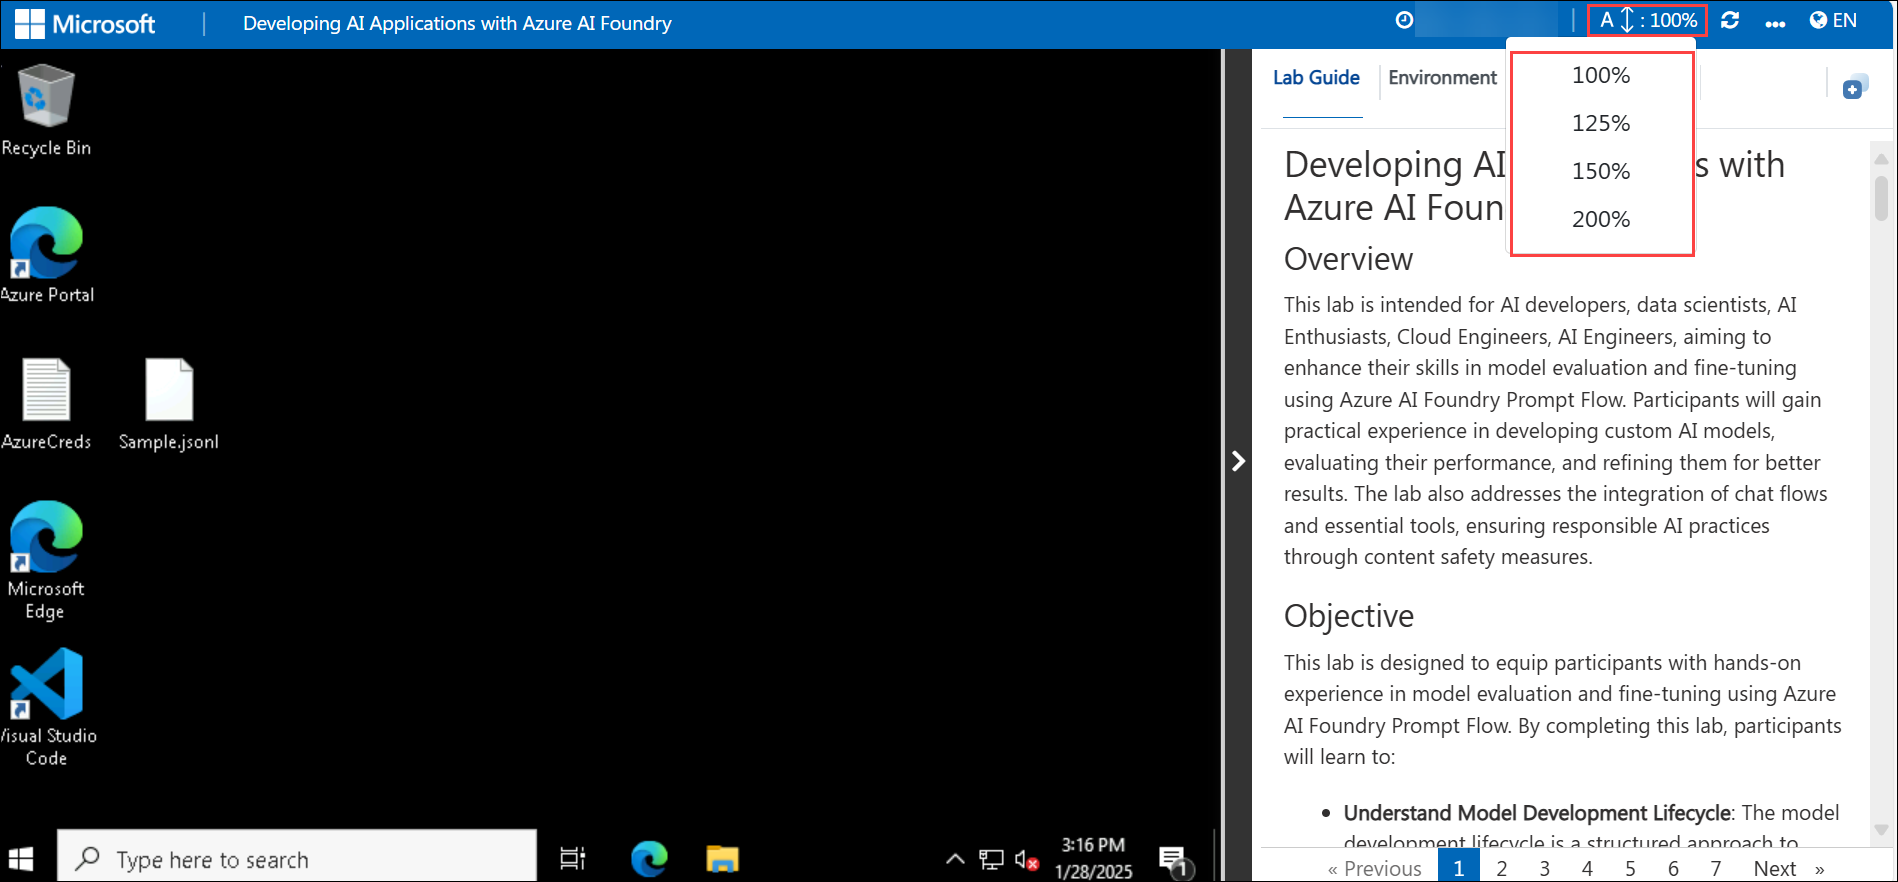 Microsoft
Developing AI Applications with Azure AI Foundry
A : 100%
EN
Recycle Bin
Azure Portal
AzureCreds
Sample.jsonl
Microsoft
Edge
Visual Studio
Code
Lab Guide
Environment
100%
125%
150%
200%
Developing AI
s with
Azure AI Foun
Overview
This lab is intended for AI developers, data scientists, AI
Enthusiasts, Cloud Engineers, AI Engineers, aiming to
enhance their skills in model evaluation and fine-tuning
using Azure AI Foundry Prompt Flow. Participants will gain
practical experience in developing custom AI models,
evaluating their performance, and refining them for better
results. The lab also addresses the integration of chat flows
and essential tools, ensuring responsible AI practices
through content safety measures.
Objective
This lab is designed to equip participants with hands-on
experience in model evaluation and fine-tuning using Azure
AI Foundry Prompt Flow. By completing this lab, participants
will learn to:
• Understand Model Development Lifecycle: The model
development lifecycle is a structured approach to
« Previous 1 2 3 4 5 6 7 Next »
Type here to search
3:16 PM
1/28/2025
1